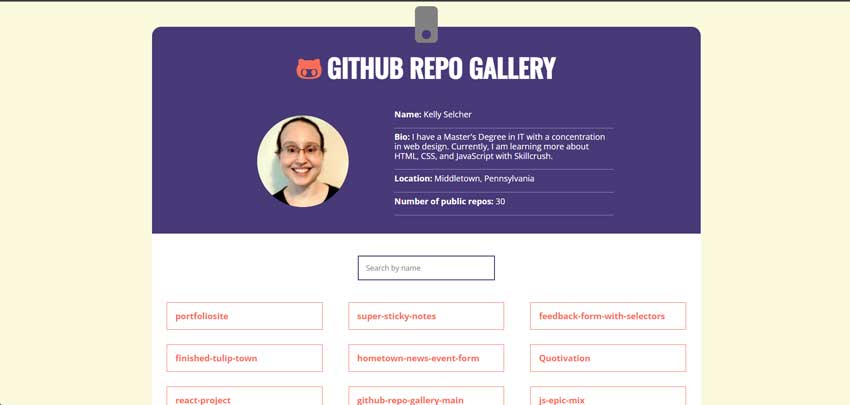 GITHUB REPO GALLERY
Name: Kelly Selcher
Bio: I have a Master's Degree in IT with a concentration
in web design. Currently, I am learning more about
HTML, CSS, and JavaScript with Skillcrush.
Location: Middletown, Pennsylvania
Number of public repos: 30
Search by name
portfoliosite
super-sticky-notes
feedback-form-with-selectors
finished-tulip-town
hometown-news-event-form
Quotivation
react-project
github-repo-gallery-main
js-epic-mix